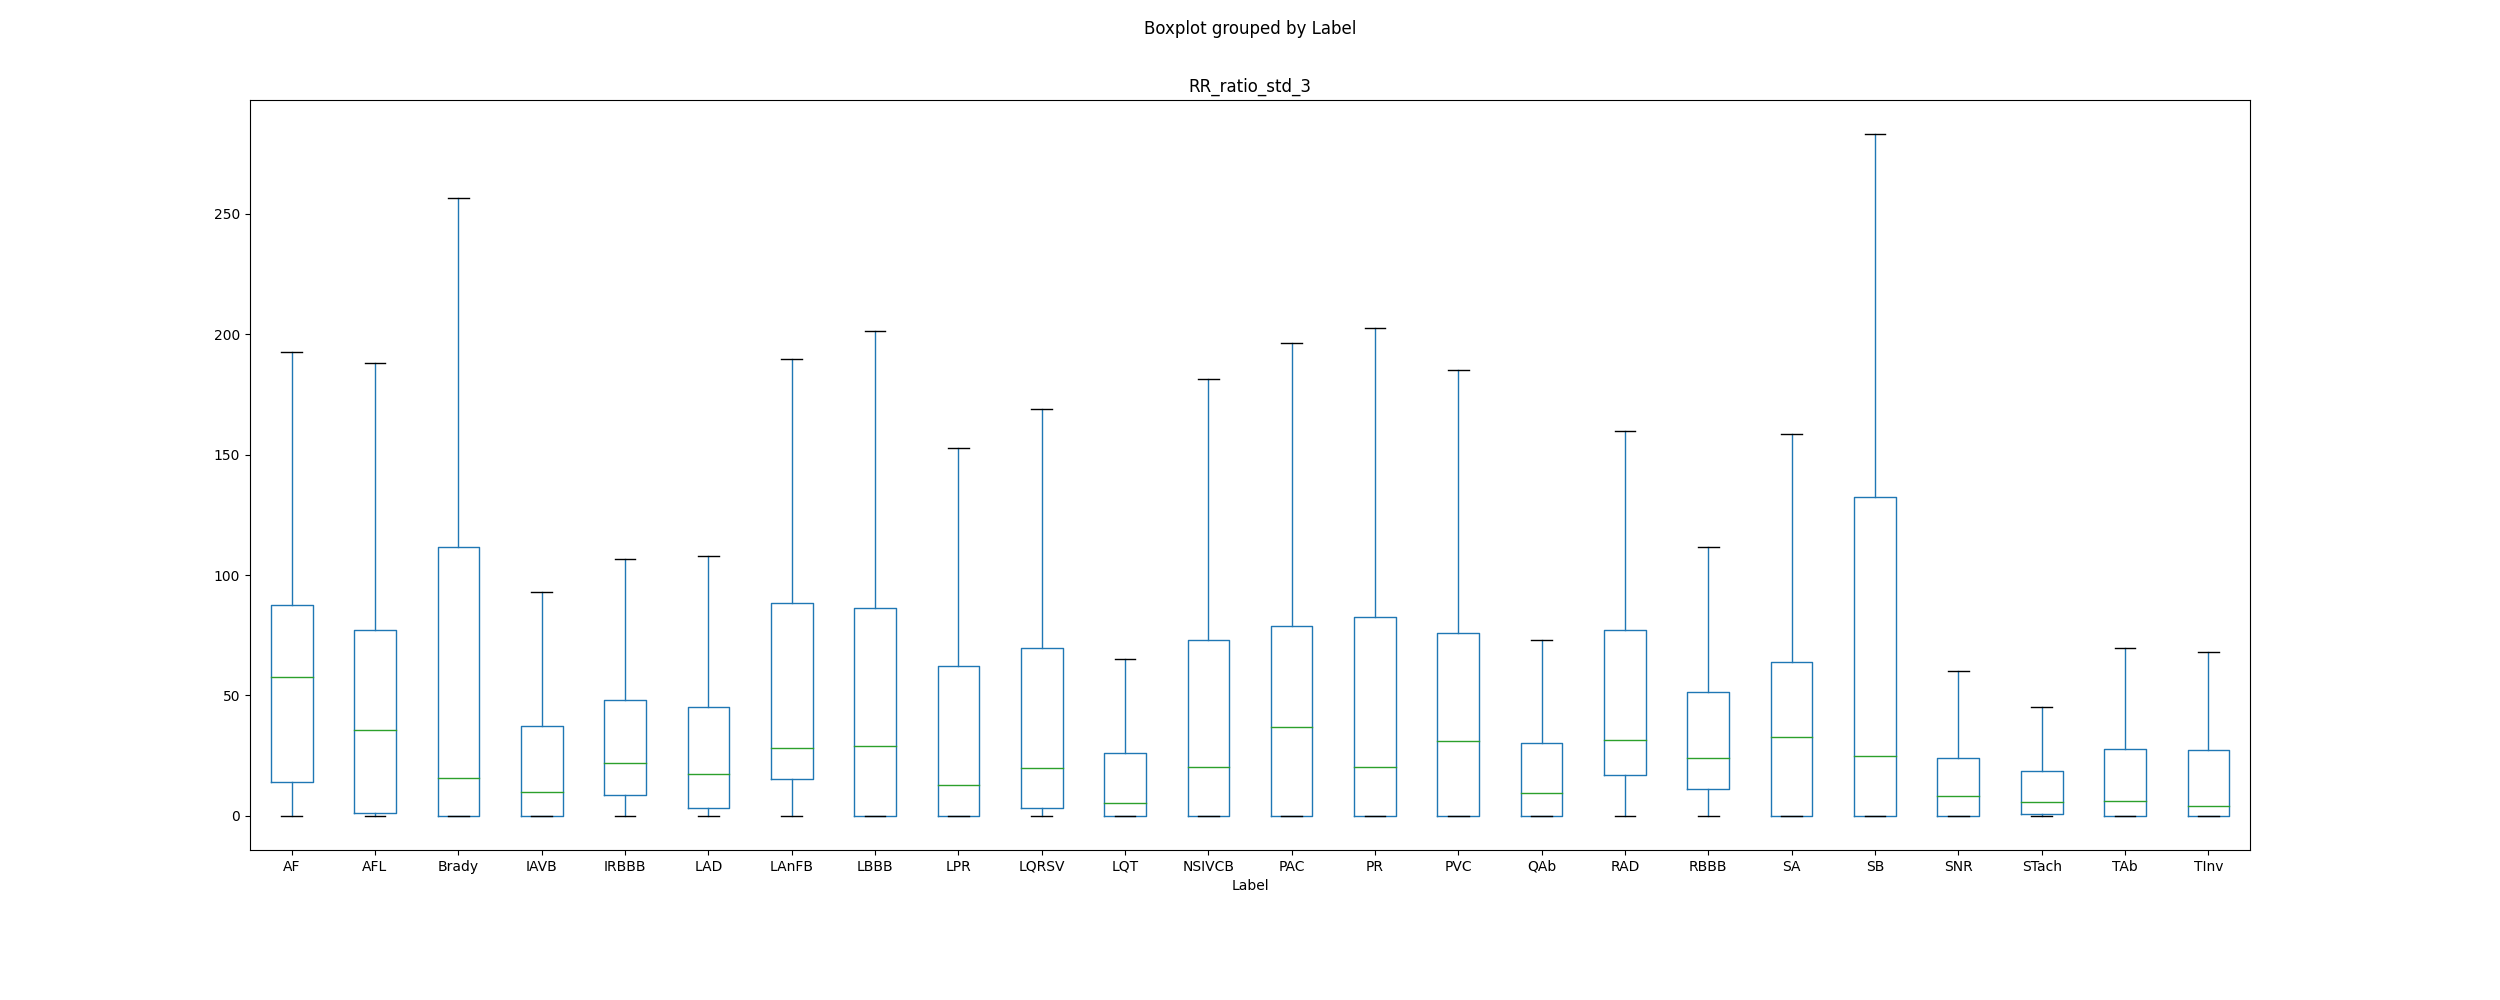 Boxplot grouped by Label
RR_ratio_std_3
250
200
150
100
50
0
AF AFL Brady IAVB IRBBB LAD LAnFB LBBB LPR LQRSV LQT NSIVCB PAC PR PVC QAb RAD RBBB SA SB SNR STach TAb TInv
Label